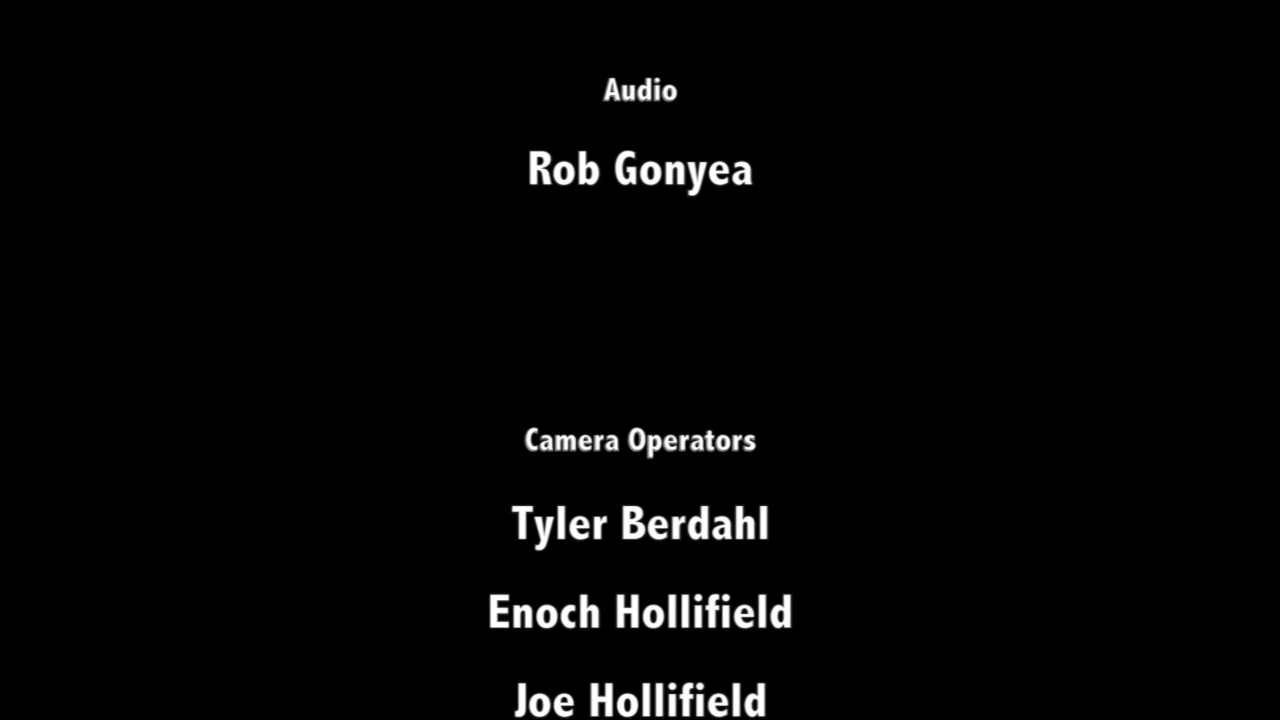 Audio
Rob Gonyea
Camera Operators
Tyler Berdahl
Enoch Hollifield
Joe Hollifield